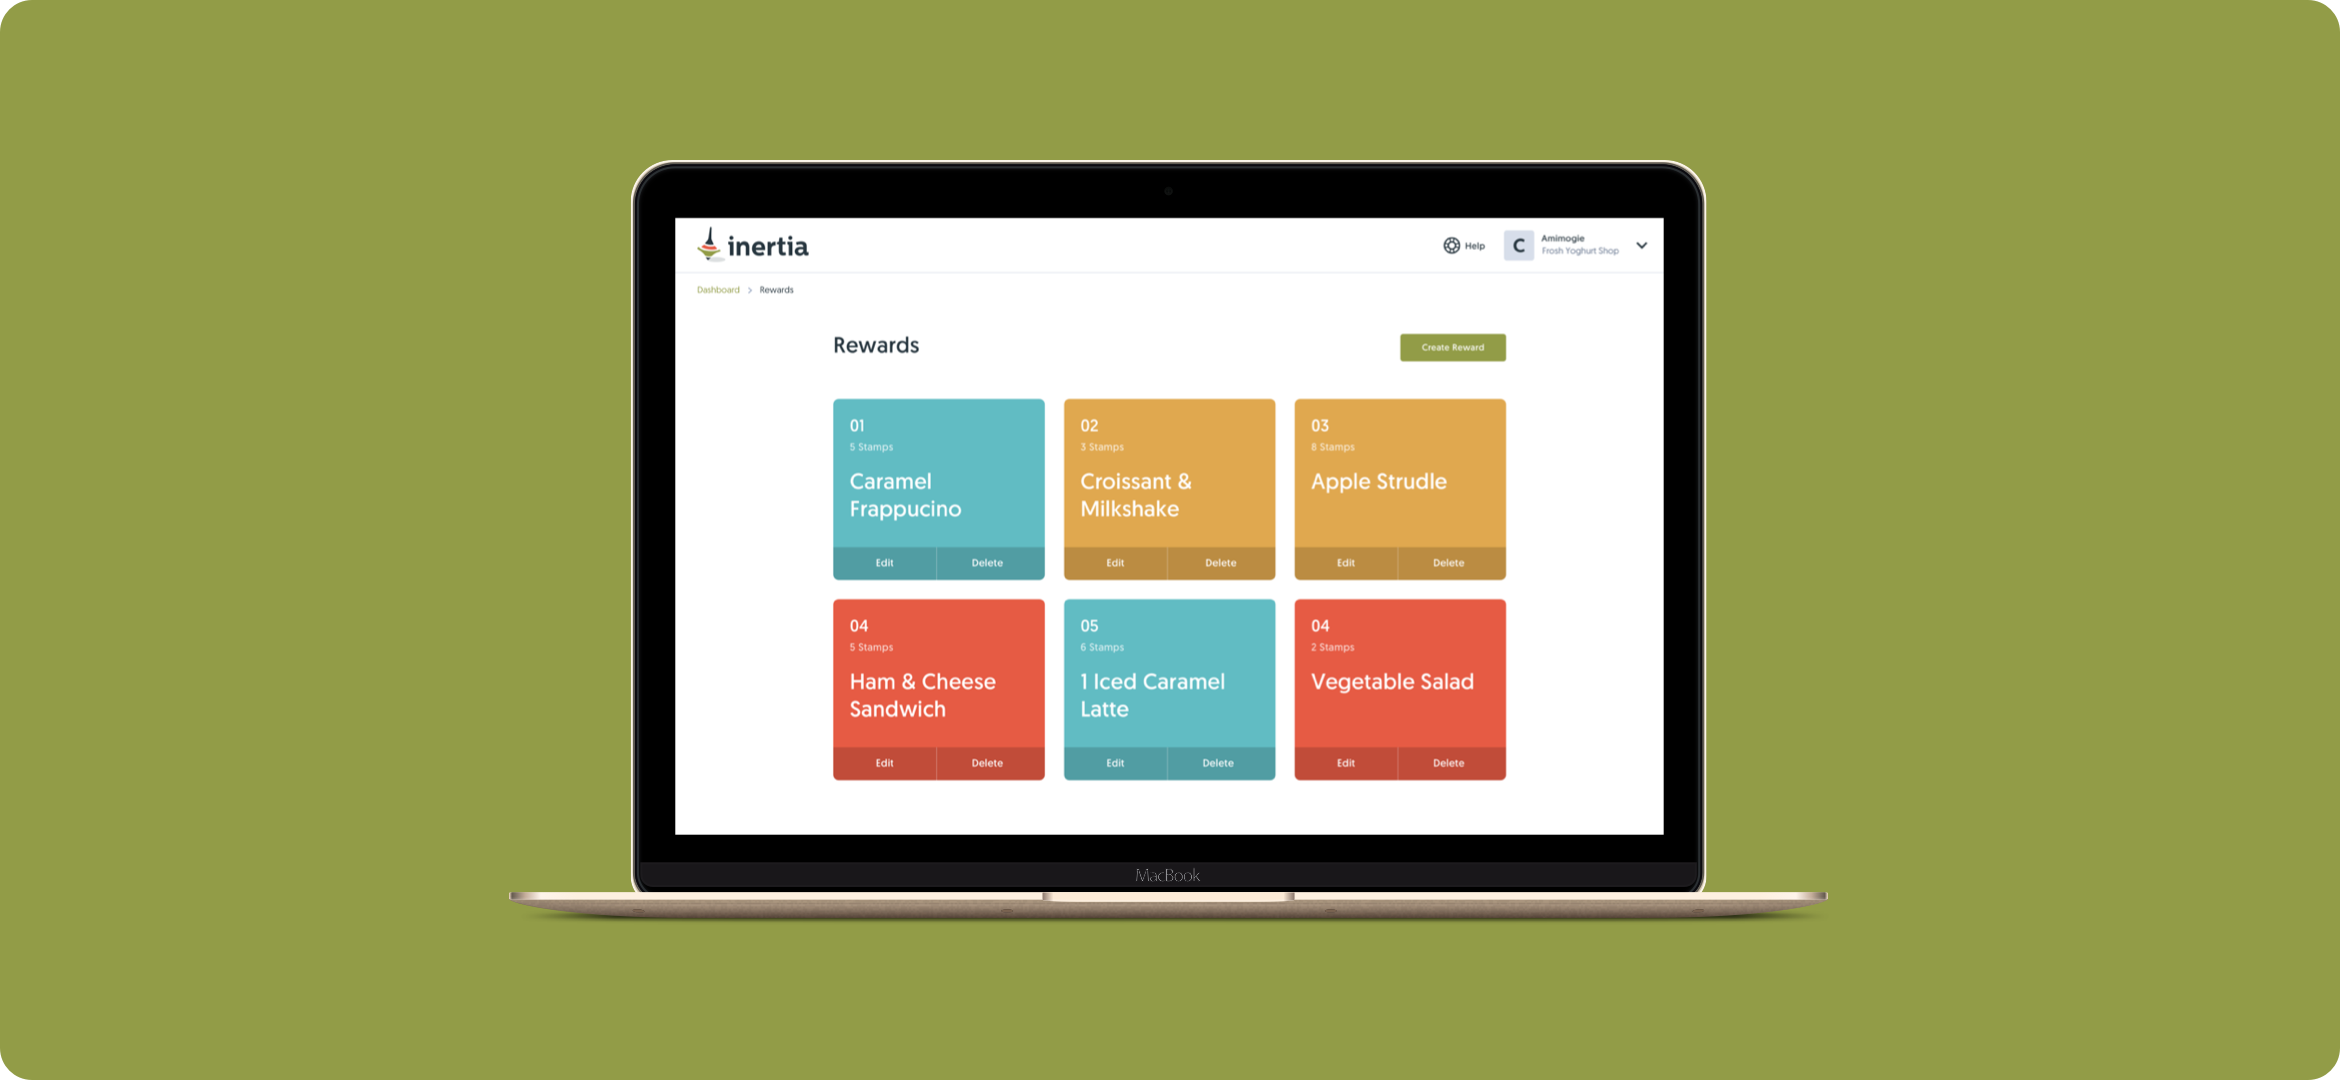 inertia
Help
C
Amimogie
Frosh Yoghurt Shop
Dashboard > Rewards
Rewards
Create Reward
01
5 Stamps
Caramel
Frappucino
Edit
Delete
02
3 Stamps
Croissant &
Milkshake
Edit
Delete
03
8 Stamps
Apple Strudle
Edit
Delete
04
5 Stamps
Ham & Cheese
Sandwich
Edit
Delete
05
6 Stamps
1 Iced Caramel
Latte
Edit
Delete
04
2 Stamps
Vegetable Salad
Edit
Delete
MacBook